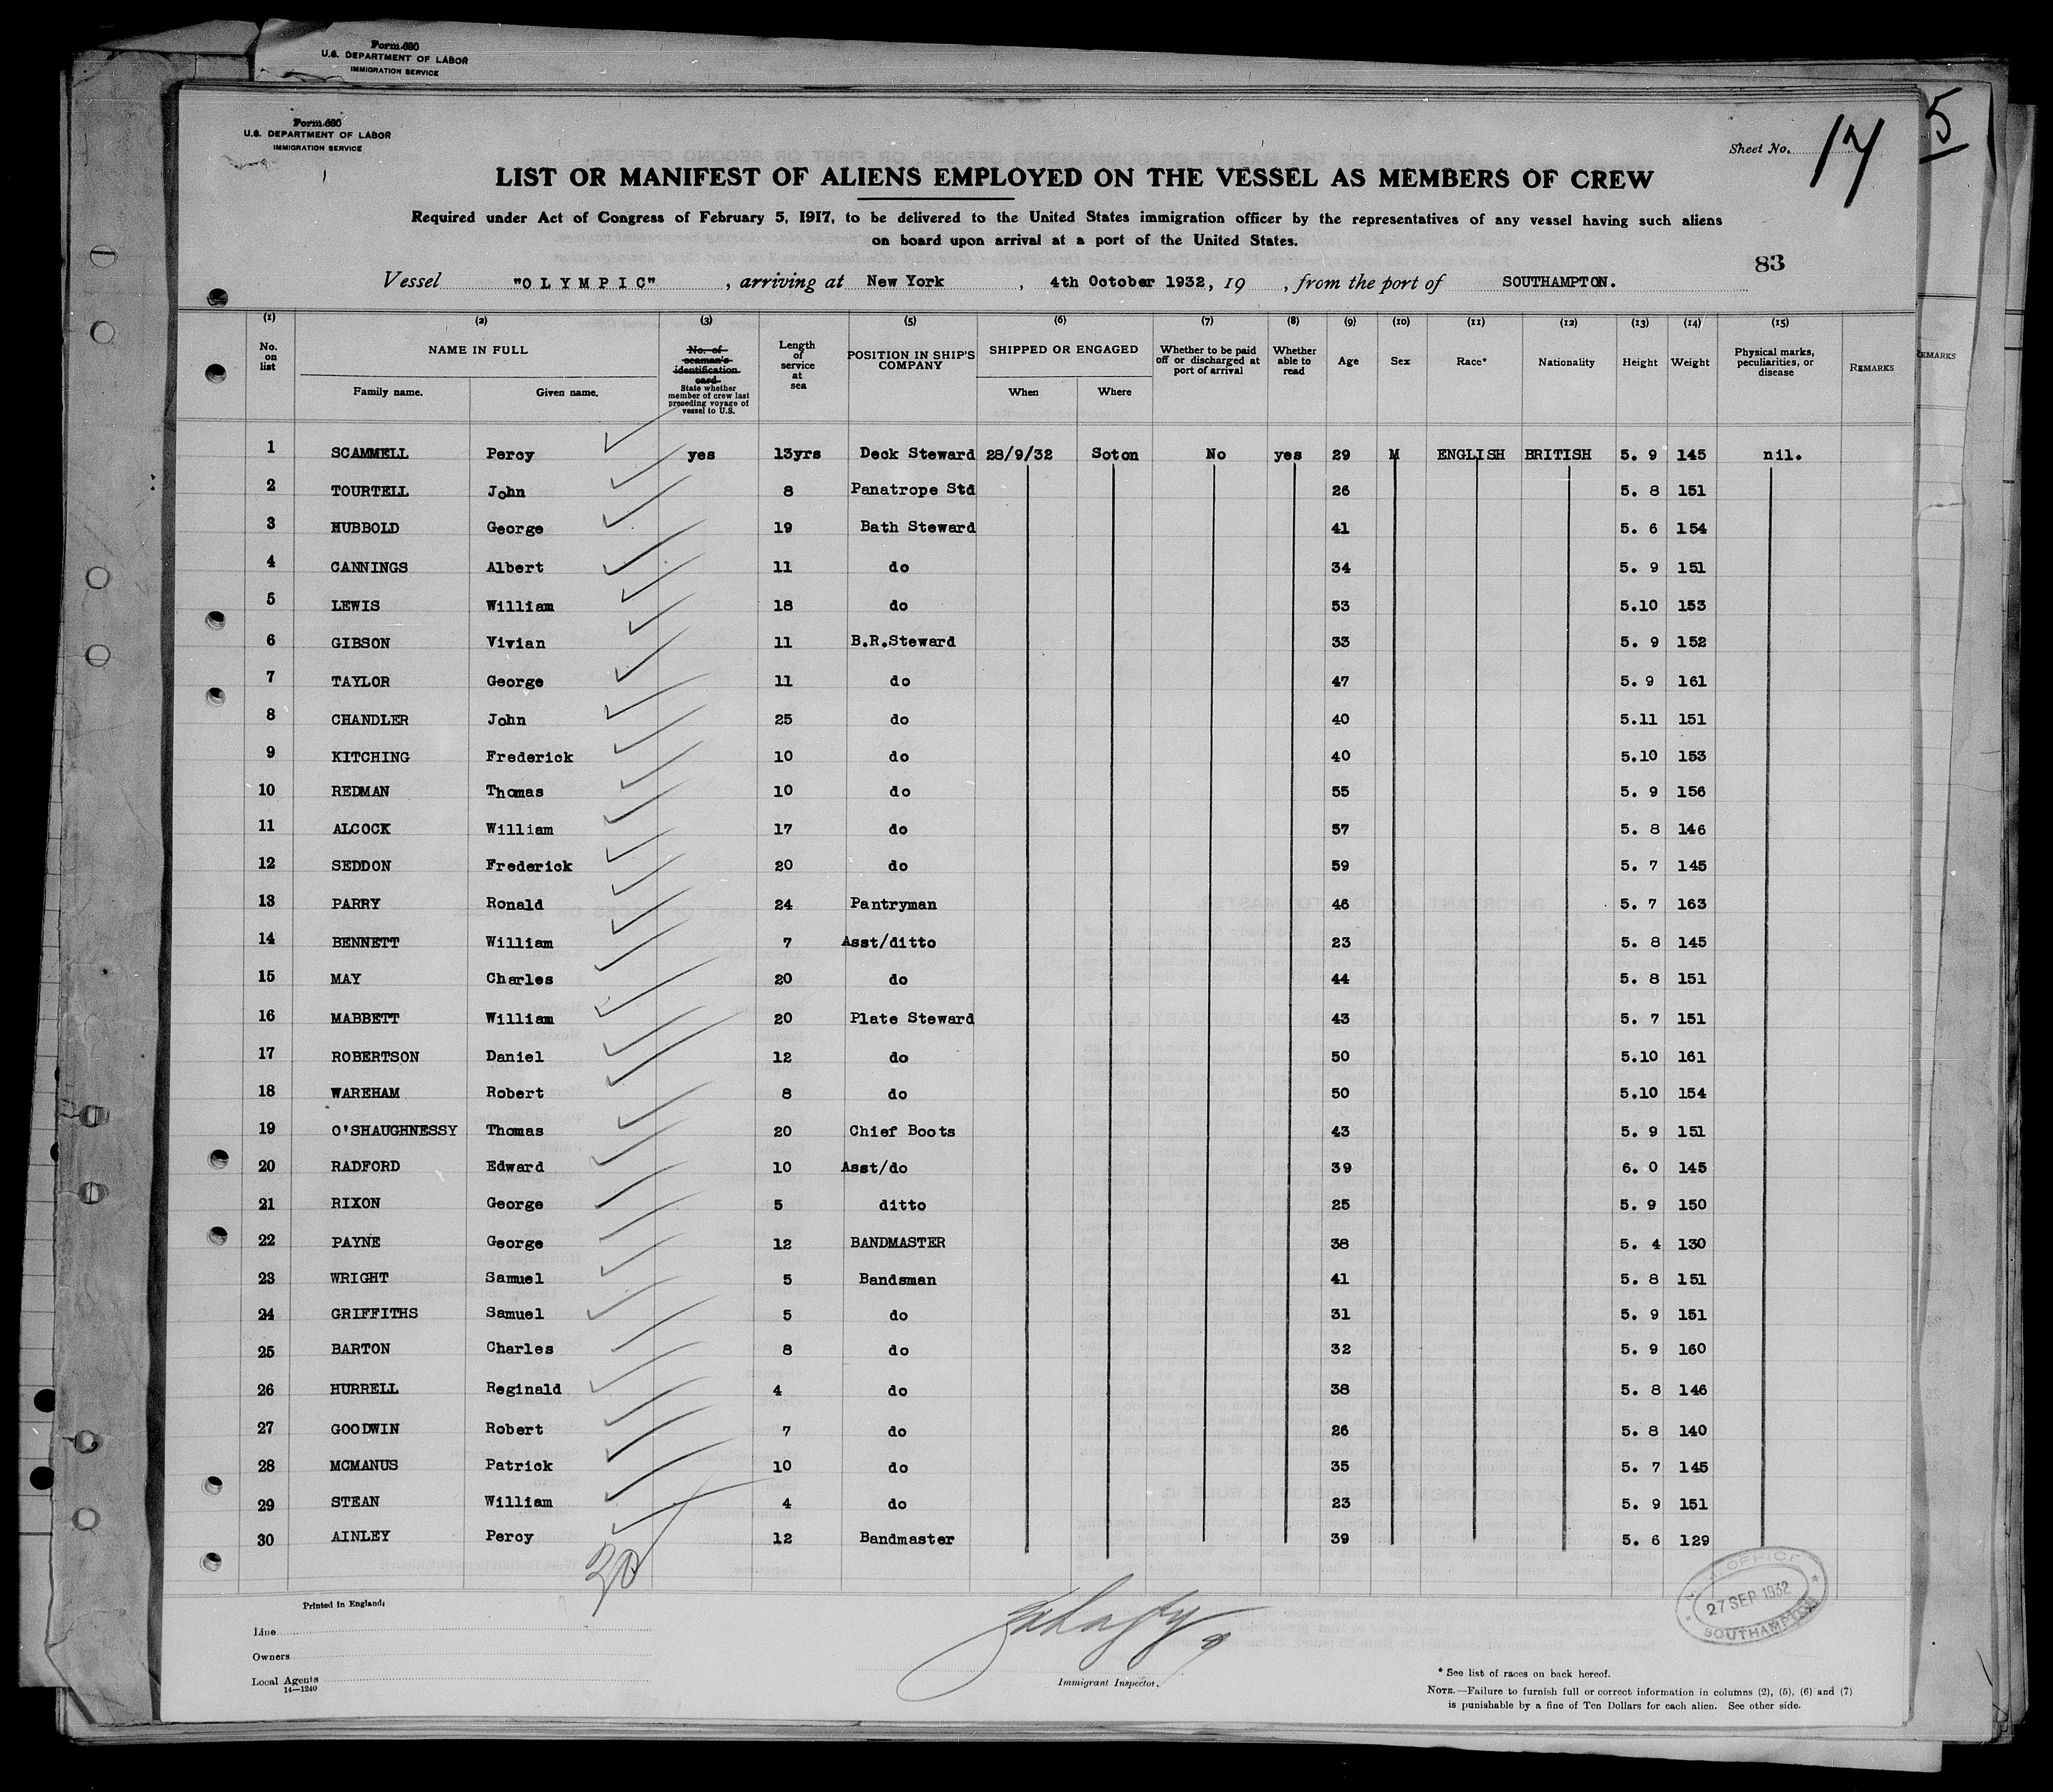 Form 680
U.S. DEPARTMENT OF LABOR
IMMIGRATION SERVICE
5
Form 680
U.S. DEPARTMENT OF LABOR
IMMIGRATION SERVICE
Sheet No. 17
LIST OR MANIFEST OF ALIENS EMPLOYED ON THE VESSEL AS MEMBERS OF CREW
Required under Act of Congress of February 5, 1917, to be delivered to the United States immigration officer by the representatives of any vessel having such aliens
on board upon arrival at a port of the United States.
83
Vessel "OLYMPIC", arriving at New York, 4th October 1932, 19 , from the port of SOUTHAMPTON.
(1) (2) (3) (5) (6) (7) (8) (9) (10) (11) (12) (13) (14) (15)
No. on list NAME IN FULL Family name. Given name. No. of seaman's identification card State whether member of crew last preceding voyage of vessel to U.S. Length of service at sea POSITION IN SHIP'S COMPANY SHIPPED OR ENGAGED When Where Whether to be paid off or discharged at port of arrival Whether able to read Age Sex Race* Nationality Height Weight Physical marks, peculiarities, or disease REMARKS
EMARKS
1 SCAMMELL Percy yes 13yrs Deck Steward 28/9/32 Soton No yes 29 M ENGLISH BRITISH 5. 9 145 nil.
2 TOURTELL John 8 Panatrope Std 26 5. 8 151
3 HUBBOLD George 19 Bath Steward 41 5. 6 154
4 CANNINGS Albert 11 do 34 5. 9 151
5 LEWIS William 18 do 53 5.10 153
6 GIBSON Vivian 11 B.R.Steward 33 5. 9 152
7 TAYLOR George 11 do 47 5. 9 161
8 CHANDLER John 25 do 40 5.11 151
9 KITCHING Frederick 10 do 40 5.10 153
10 REDMAN Thomas 10 do 55 5. 9 156
11 ALCOCK William 17 do 57 5. 8 146
12 SEDDON Frederick 20 do 59 5. 7 145
13 PARRY Ronald 24 Pantryman 46 5. 7 163
14 BENNETT William 7 Asst/ditto 23 5. 8 145
15 MAY Charles 20 do 44 5. 8 151
16 MABBETT William 20 Plate Steward 43 5. 7 151
17 ROBERTSON Daniel 12 do 50 5.10 161
18 WAREHAM Robert 8 do 50 5.10 154
19 O'SHAUGHNESSY Thomas 20 Chief Boots 43 5. 9 151
20 RADFORD Edward 10 Asst/do 39 6. 0 145
21 RIXON George 5 ditto 25 5. 9 150
22 PAYNE George 12 BANDMASTER 38 5. 4 130
23 WRIGHT Samuel 5 Bandsman 41 5. 8 151
24 GRIFFITHS Samuel 5 do 31 5. 9 151
25 BARTON Charles 8 do 32 5. 9 160
26 HURRELL Reginald 4 do 38 5. 8 146
27 GOODWIN Robert 7 do 26 5. 8 140
28 MCMANUS Patrick 10 do 35 5. 7 145
29 STEAN William 4 do 23 5. 9 151
30 AINLEY Percy 12 Bandmaster 39 5. 6 129
30
OFFICE
27 SEP 1932
SOUTHAMPTON
Printed in England.
Line
Owners
Local Agents
14—1240
Immigrant Inspector.
* See list of races on back hereof.
NOTE.—Failure to furnish full or correct information in columns (2), (5), (6) and (7)
is punishable by a fine of Ten Dollars for each alien. See other side.